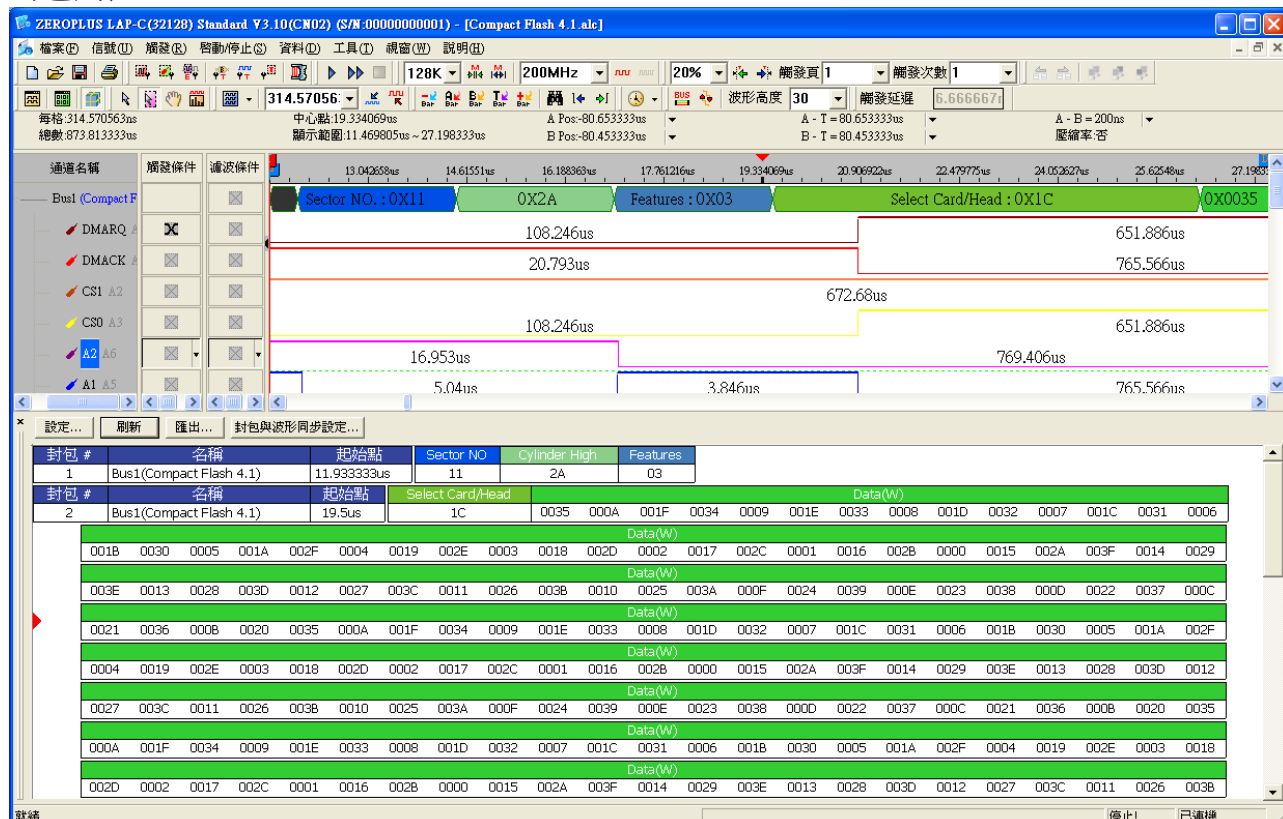 ZEROPLUS LAP-C(32128) Standard V3.10(CN02) (S/N:00000000001) - [Compact Flash 4.1.alc]
檔案(F) 信號(U) 觸發(R) 啓動/停止(S) 資料(D) 工具(T) 視窗(W) 說明(H)
128K 200MHz 20% 觸發頁 1 觸發次數 1
314.57056 Bar Bar Bar Bar Bar BUS 波形高度 30 觸發延遲 6.666667r
每格:314.570563ns 中心點:19.334069us A Pos:-80.653333us A - T = 80.653333us A - B = 200ns
總數:873.813333us 顯示範圍:11.469805us ~ 27.198333us B Pos:-80.453333us B - T = 80.453333us 壓縮率:否
通道名稱 觸發條件 濾波條件 13.042658us 14.61551us 16.188363us 17.761216us 19.334069us 20.906922us 22.479775us 24.052627us 25.62548us 27.1983
Bus1 (Compact F Sector NO. : 0X11 0X2A Features : 0X03 Select Card/Head : 0X1C 0X0035
DMARQ 108.246us 651.886us
DMACK 20.793us 765.566us
CS1 A2 672.68us
CS0 A3 108.246us 651.886us
A2 A6 16.953us 769.406us
A1 A5 5.04us 3.846us 765.566us
設定... 刷新 匯出... 封包與波形同步設定...
封包 # 名稱 起始點 Sector NO Cylinder High Features
1 Bus1(Compact Flash 4.1) 11.933333us 11 2A 03
封包 # 名稱 起始點 Select Card/Head Data(W)
2 Bus1(Compact Flash 4.1) 19.5us 1C 0035 000A 001F 0034 0009 001E 0033 0008 001D 0032 0007 001C 0031 0006
Data(W)
001B 0030 0005 001A 002F 0004 0019 002E 0003 0018 002D 0002 0017 002C 0001 0016 002B 0000 0015 002A 003F 0014 0029
Data(W)
003E 0013 0028 003D 0012 0027 003C 0011 0026 003B 0010 0025 003A 000F 0024 0039 000E 0023 0038 000D 0022 0037 000C
Data(W)
0021 0036 000B 0020 0035 000A 001F 0034 0009 001E 0033 0008 001D 0032 0007 001C 0031 0006 001B 0030 0005 001A 002F
Data(W)
0004 0019 002E 0003 0018 002D 0002 0017 002C 0001 0016 002B 0000 0015 002A 003F 0014 0029 003E 0013 0028 003D 0012
Data(W)
0027 003C 0011 0026 003B 0010 0025 003A 000F 0024 0039 000E 0023 0038 000D 0022 0037 000C 0021 0036 000B 0020 0035
Data(W)
000A 001F 0034 0009 001E 0033 0008 001D 0032 0007 001C 0031 0006 001B 0030 0005 001A 002F 0004 0019 002E 0003 0018
Data(W)
002D 0002 0017 002C 0001 0016 002B 0000 0015 002A 003F 0014 0029 003E 0013 0028 003D 0012 0027 003C 0011 0026 003B
就緒 停止! 已連機